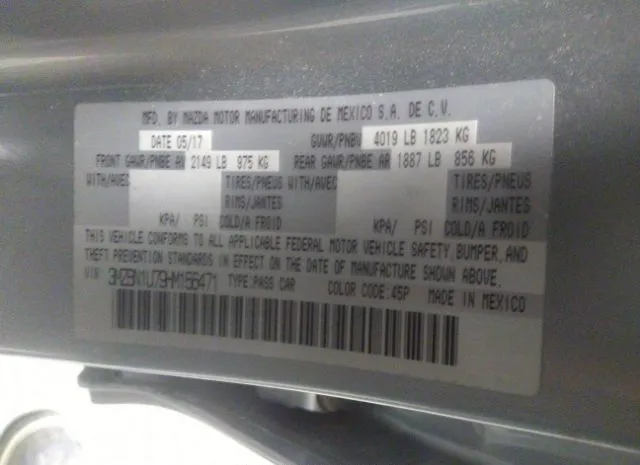 MFD. BY MAZDA MOTOR MANUFACTURING DE MEXICO S.A. DE C.V.
DATE 05/17 GVWR/PNBV 4019 LB 1823 KG
FRONT GAWR/PNBE AV 2149 LB 975 KG REAR GAWR/PNBE AR 1887 LB 856 KG
WITH/AVEC TIRES/PNEUS WITH/AVEC TIRES/PNEUS
RIMS/JANTES RIMS/JANTES
KPA/ PSI COLD/A FROID KPA/ PSI COLD/A FROID
THIS VEHICLE CONFORMS TO ALL APPLICABLE FEDERAL MOTOR VEHICLE SAFETY, BUMPER, AND
THEFT PREVENTION STANDARDS IN EFFECT ON THE DATE OF MANUFACTURE SHOWN ABOVE.
VIN: 3MZBN1U79HM156471 TYPE:PASS CAR COLOR CODE:45P MADE IN MEXICO